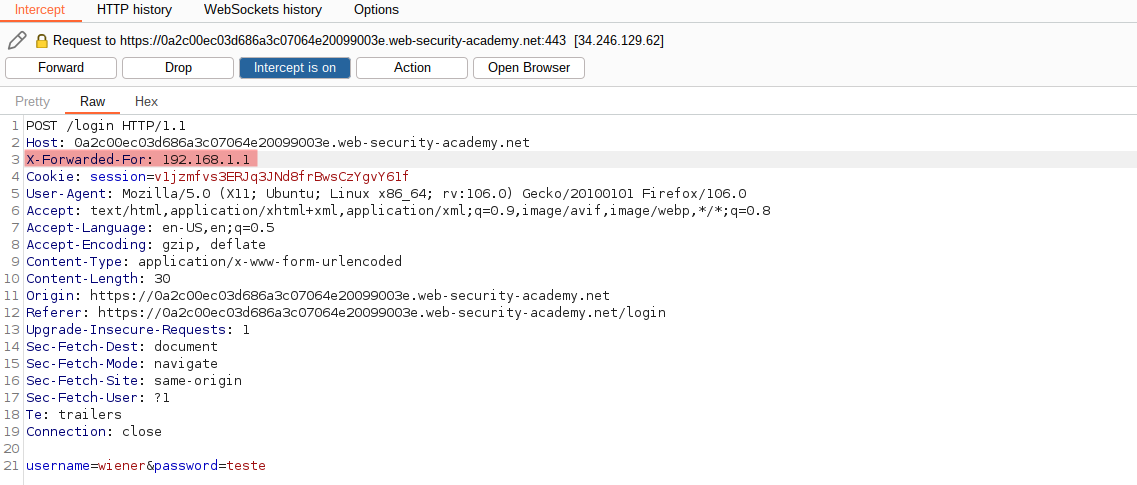 Intercept HTTP history WebSockets history Options
Request to https://0a2c00ec03d686a3c07064e20099003e.web-security-academy.net:443 [34.246.129.62]
Forward Drop Intercept is on Action Open Browser
Pretty Raw Hex
1 POST /login HTTP/1.1
2 Host: 0a2c00ec03d686a3c07064e20099003e.web-security-academy.net
3 X-Forwarded-For: 192.168.1.1
4 Cookie: session=v1jzmfvs3ERJq3JNd8frBwsCzYgvY61f
5 User-Agent: Mozilla/5.0 (X11; Ubuntu; Linux x86_64; rv:106.0) Gecko/20100101 Firefox/106.0
6 Accept: text/html,application/xhtml+xml,application/xml;q=0.9,image/avif,image/webp,*/*;q=0.8
7 Accept-Language: en-US,en;q=0.5
8 Accept-Encoding: gzip, deflate
9 Content-Type: application/x-www-form-urlencoded
10 Content-Length: 30
11 Origin: https://0a2c00ec03d686a3c07064e20099003e.web-security-academy.net
12 Referer: https://0a2c00ec03d686a3c07064e20099003e.web-security-academy.net/login
13 Upgrade-Insecure-Requests: 1
14 Sec-Fetch-Dest: document
15 Sec-Fetch-Mode: navigate
16 Sec-Fetch-Site: same-origin
17 Sec-Fetch-User: ?1
18 Te: trailers
19 Connection: close
20
21 username=wiener&password=teste